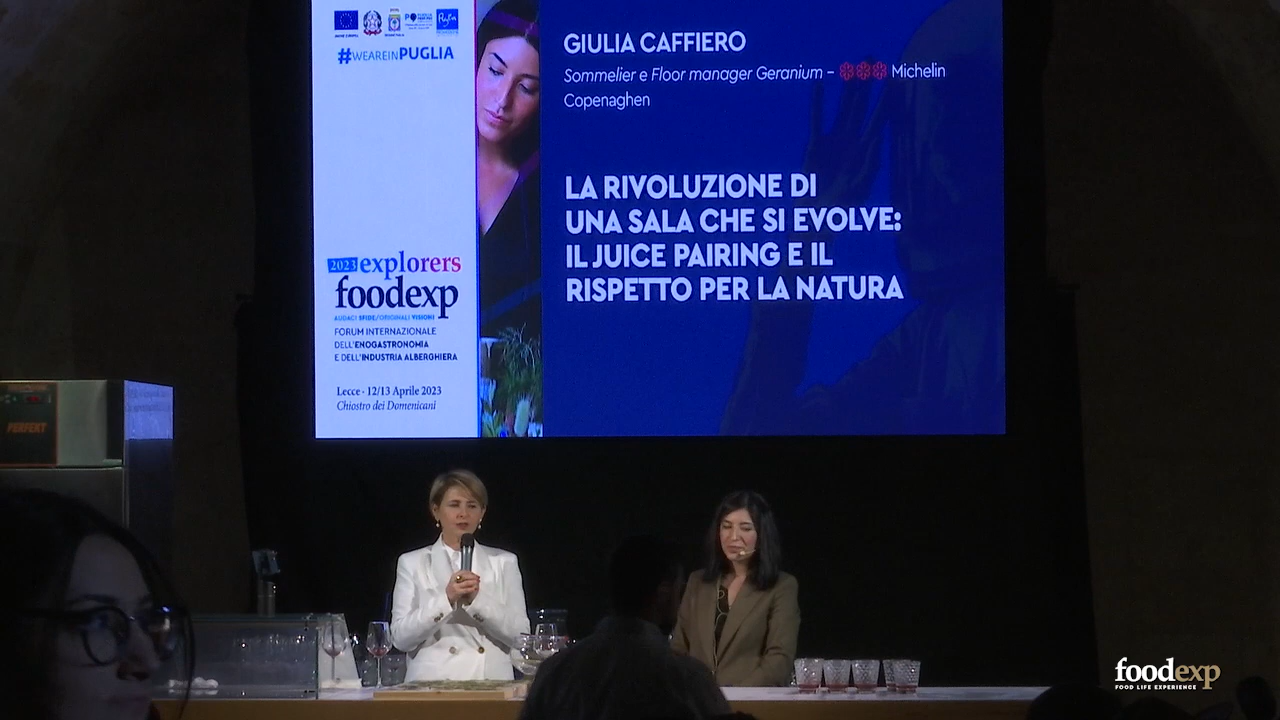 #WEAREINPUGLIA
2023 explorers
foodexp
AUDACI SFIDE/ORIGINALI VISIONI
FORUM INTERNAZIONALE
DELL'ENOGASTRONOMIA
E DELL'INDUSTRIA ALBERGHIERA
Lecce - 12/13 Aprile 2023
Chiostro dei Domenicani
GIULIA CAFFIERO
Sommelier e Floor manager Geranium – Michelin
Copenaghen
LA RIVOLUZIONE DI
UNA SALA CHE SI EVOLVE:
IL JUICE PAIRING E IL
RISPETTO PER LA NATURA
PERFEKT
foodexp
FOOD LIFE EXPERIENCE